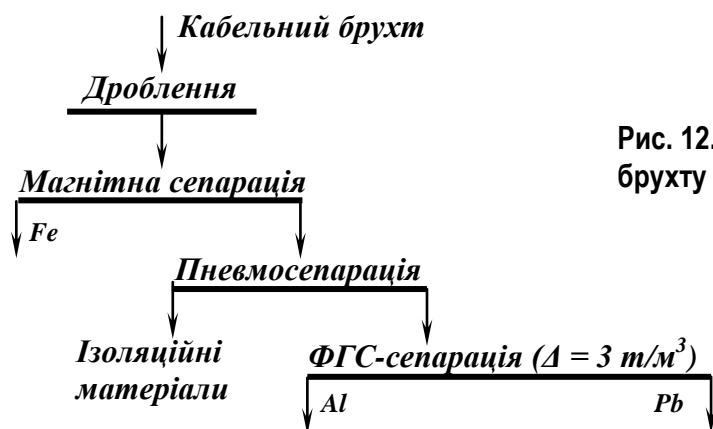 Кабельний брухт
Дроблення
Рис. 12.
брухту
Магнітна сепарація
Fe
Пневмосепарація
Ізоляційні
матеріали
ФГС-сепарація (Δ = 3 т/м³)
Al
Pb